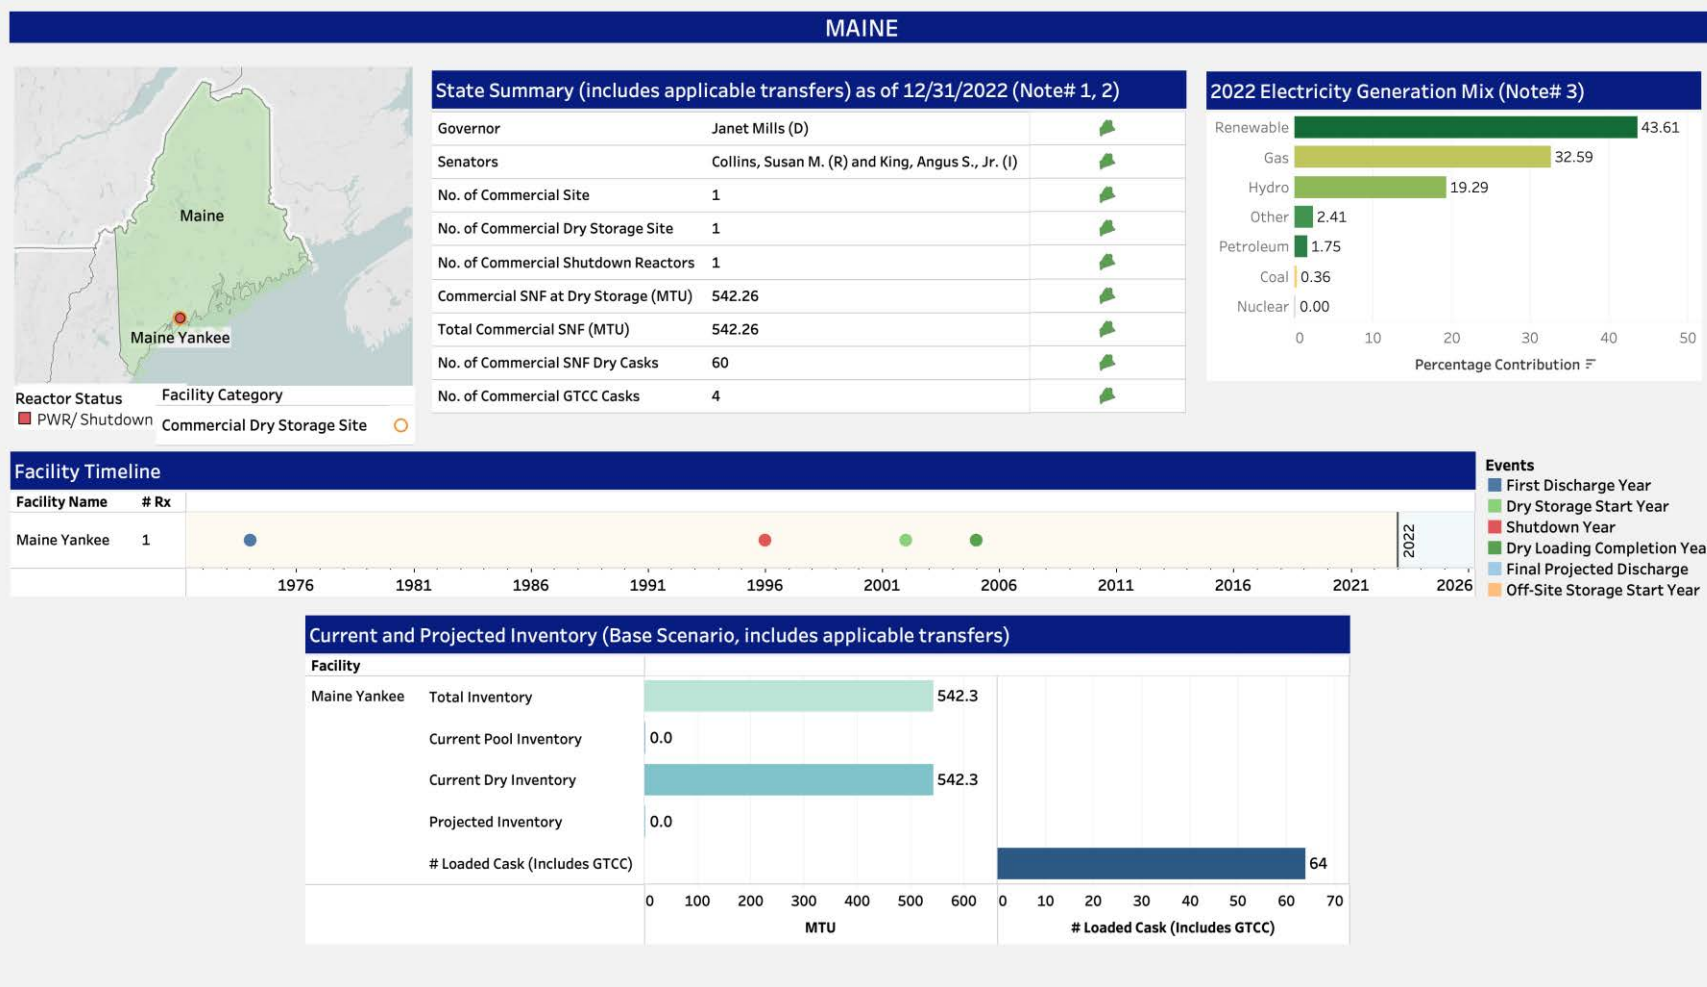 MAINE
Maine
Maine Yankee
Reactor Status
PWR/ Shutdown
Facility Category
Commercial Dry Storage Site
State Summary (includes applicable transfers) as of 12/31/2022 (Note# 1, 2)
Governor Janet Mills (D)
Senators Collins, Susan M. (R) and King, Angus S., Jr. (I)
No. of Commercial Site 1
No. of Commercial Dry Storage Site 1
No. of Commercial Shutdown Reactors 1
Commercial SNF at Dry Storage (MTU) 542.26
Total Commercial SNF (MTU) 542.26
No. of Commercial SNF Dry Casks 60
No. of Commercial GTCC Casks 4
2022 Electricity Generation Mix (Note# 3)
Renewable 43.61
Gas 32.59
Hydro 19.29
Other 2.41
Petroleum 1.75
Coal 0.36
Nuclear 0.00
0 10 20 30 40 50
Percentage Contribution
Facility Timeline
Facility Name # Rx
Maine Yankee 1
2022
1976 1981 1986 1991 1996 2001 2006 2011 2016 2021 2026
Events
First Discharge Year
Dry Storage Start Year
Shutdown Year
Dry Loading Completion Yea
Final Projected Discharge
Off-Site Storage Start Year
Current and Projected Inventory (Base Scenario, includes applicable transfers)
Facility
Maine Yankee Total Inventory 542.3
Current Pool Inventory 0.0
Current Dry Inventory 542.3
Projected Inventory 0.0
# Loaded Cask (Includes GTCC) 64
0 100 200 300 400 500 600 0 10 20 30 40 50 60 70
MTU # Loaded Cask (Includes GTCC)